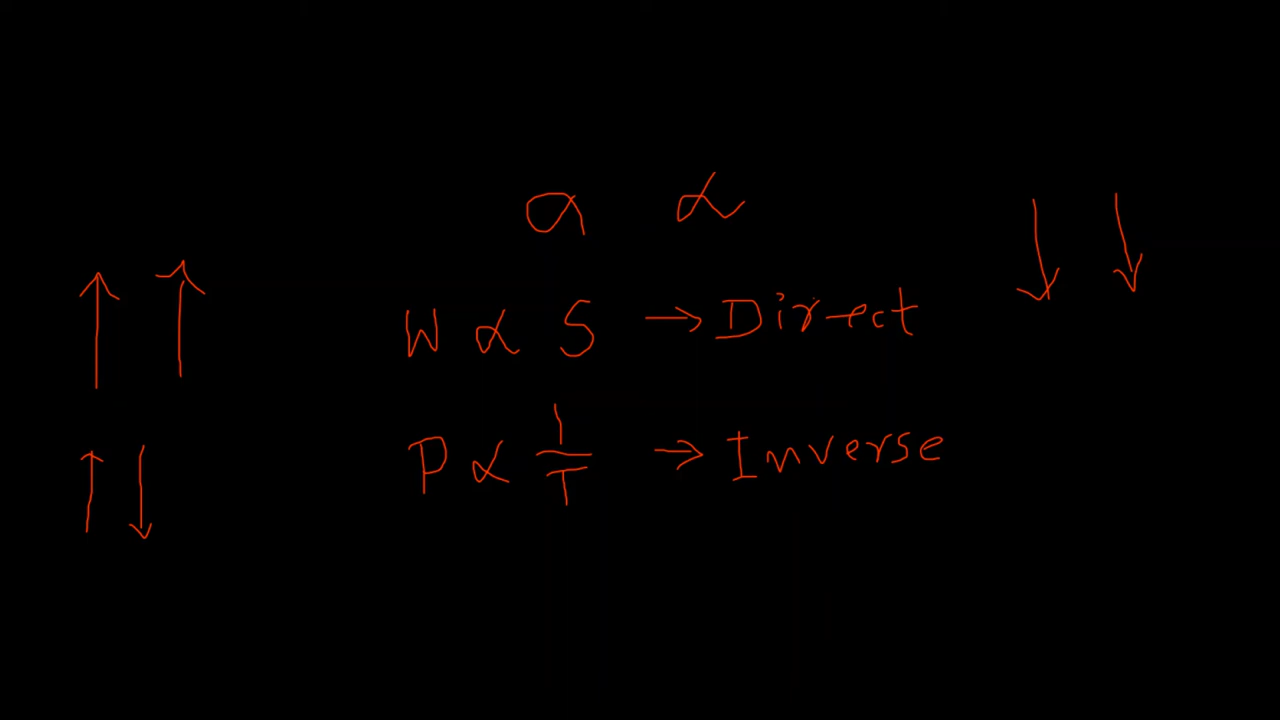 a ∝
W ∝ S → Direct
P ∝ 1/T → Inverse